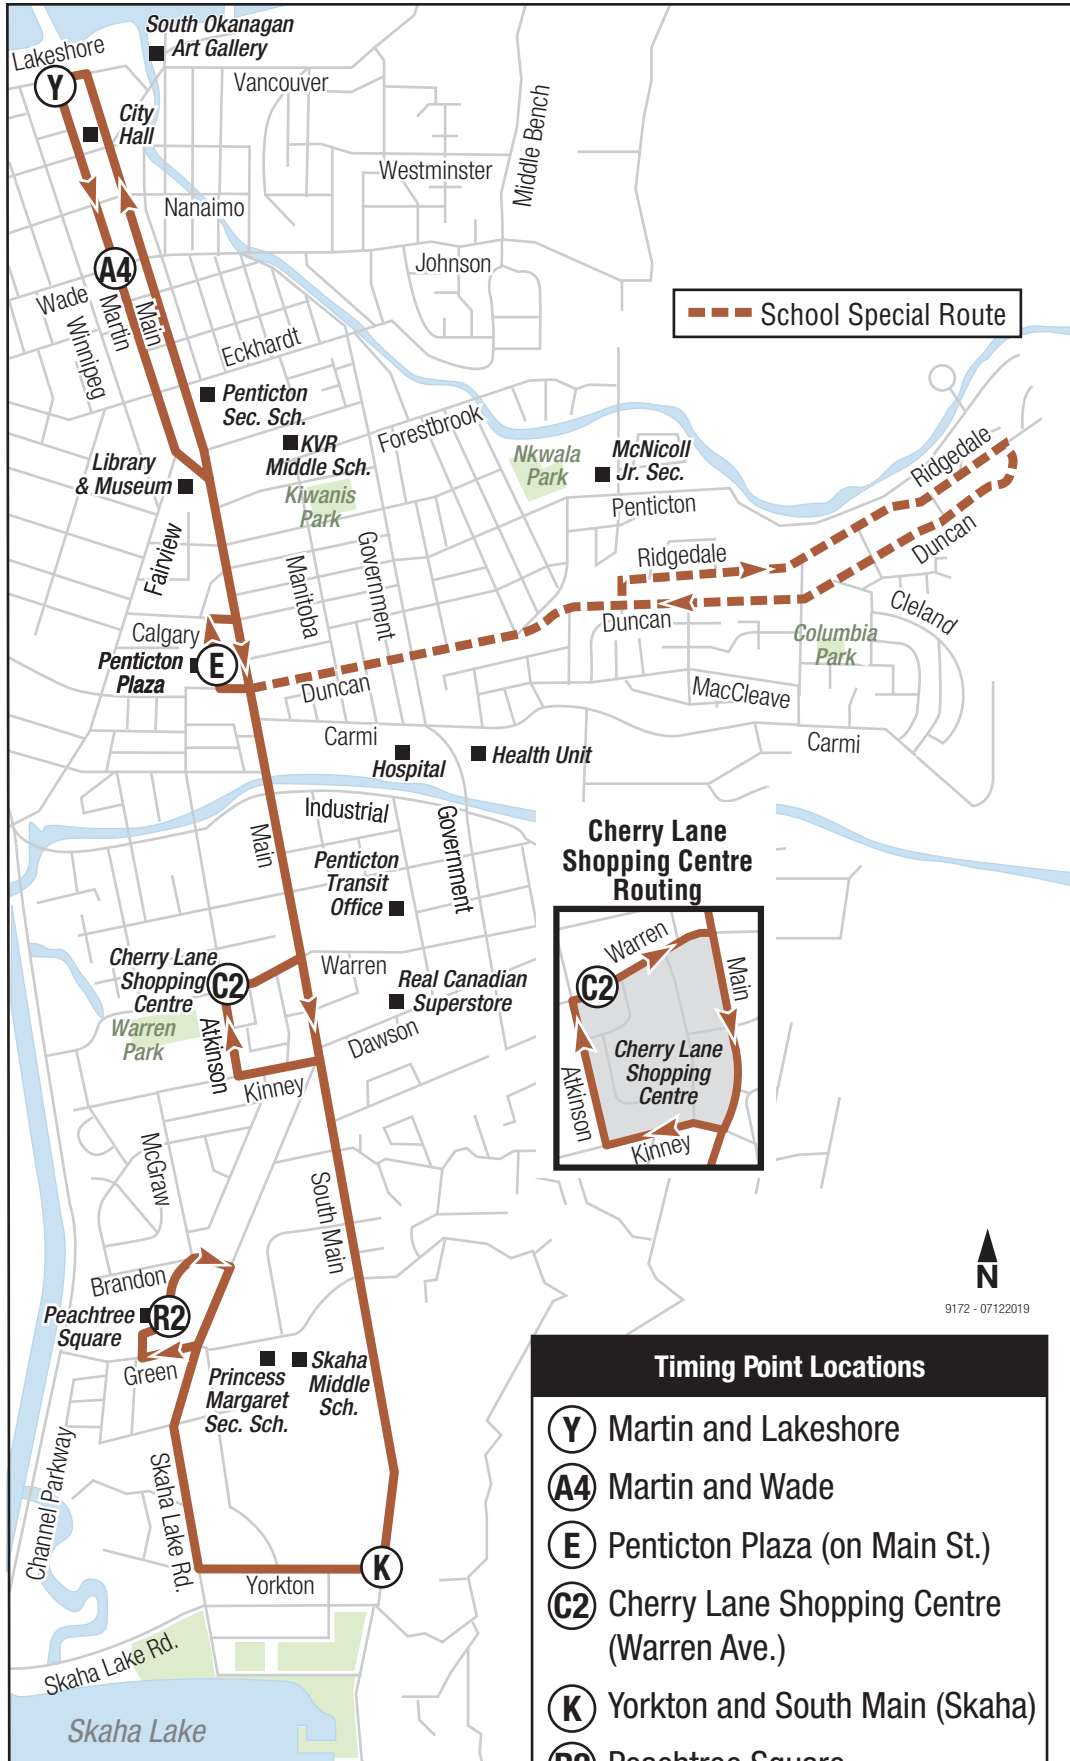 South Okanagan
Art Gallery
Lakeshore
Y
Vancouver
City
Hall
Middle Bench
Westminster
Nanaimo
Johnson
A4
Wade
Martin
Main
Winnipeg
School Special Route
Eckhardt
Penticton
Sec. Sch.
Forestbrook
KVR
Middle Sch.
Nkwala
Park
McNicoll
Jr. Sec.
Ridgedale
Library
& Museum
Kiwanis
Park
Penticton
Duncan
Fairview
Government
Manitoba
Ridgedale
Cleland
Calgary
Duncan
Columbia
Park
Penticton
Plaza
E
Duncan
MacCleave
Carmi
Carmi
Hospital
Health Unit
Industrial
Government
Main
Cherry Lane
Shopping Centre
Routing
Penticton
Transit
Office
Warren
C2
Main
Cherry Lane
Shopping
Centre
Atkinson
Kinney
Cherry Lane
Shopping
Centre
C2
Warren
Real Canadian
Superstore
Warren
Park
Atkinson
Dawson
Kinney
McGraw
South Main
Brandon
N
9172 - 07122019
Peachtree
Square
R2
Green
Princess
Margaret
Sec. Sch.
Skaha
Middle
Sch.
Channel Parkway
Skaha Lake Rd.
K
Yorkton
Skaha Lake Rd.
Skaha Lake
Timing Point Locations
Y Martin and Lakeshore
A4 Martin and Wade
E Penticton Plaza (on Main St.)
C2 Cherry Lane Shopping Centre
(Warren Ave.)
K Yorkton and South Main (Skaha)
R2 Peachtree Square